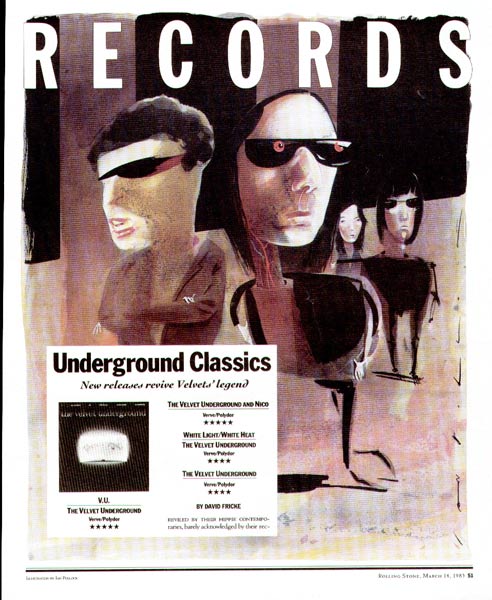 RECORDS
Underground Classics
New releases revive Velvets' legend
the velvet underground
V.U.
THE VELVET UNDERGROUND
Verve/Polydor
★★★★★
THE VELVET UNDERGROUND AND NICO
Verve/Polydor
★★★★★
WHITE LIGHT/WHITE HEAT
THE VELVET UNDERGROUND
Verve/Polydor
★★★★
THE VELVET UNDERGROUND
Verve/Polydor
★★★★
BY DAVID FRICKE
REVILED BY THEIR HIPPIE CONTEMPO-
raries, barely acknowledged by their rec-
ROLLING STONE, MARCH 14, 1985 51